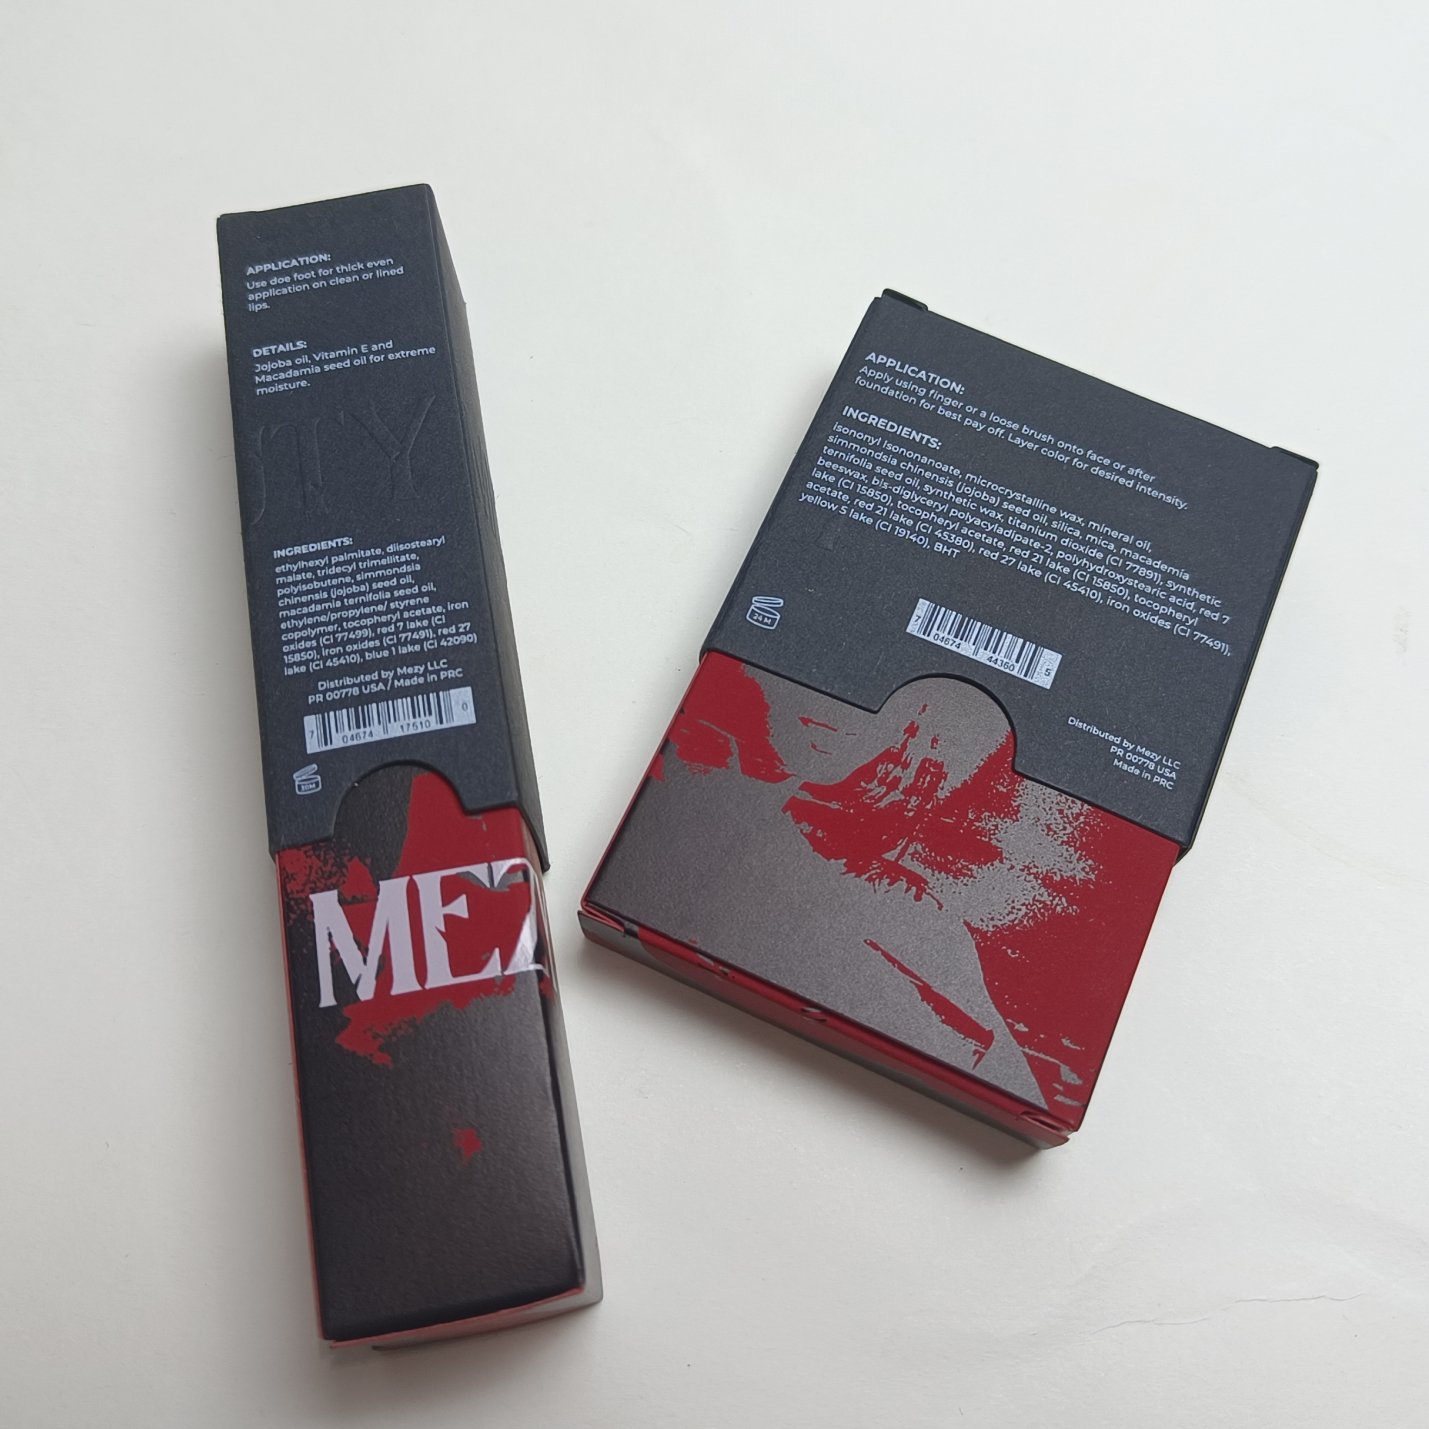 APPLICATION:
Use doe foot for thick even
application on clean or lined
lips.
DETAILS:
Jojoba oil, Vitamin E and
Macadamia seed oil for extreme
moisture.
UTY
INGREDIENTS:
ethylhexyl palmitate, diisostearyl
malate, tridecyl trimellitate,
polyisobutene, simmondsia
chinensis (jojoba) seed oil,
macadamia ternifolia seed oil,
ethylene/propylene/ styrene
copolymer, tocopheryl acetate, iron
oxides (CI 77499), red 7 lake (CI
15850), iron oxides (CI 77491), red 27
lake (CI 45410), blue 1 lake (CI 42090)
Distributed by Mezy LLC
PR 00778 USA / Made in PRC
7 04674 17510 0
MEZ
APPLICATION:
Apply using finger or a loose brush onto face or after
foundation for best pay off. Layer color for desired intensity.
INGREDIENTS:
isononyl isononanoate, microcrystalline wax, mineral oil,
simmondsia chinensis (jojoba) seed oil, silica, mica, macademia
ternifolia seed oil, synthetic wax, titanium dioxide (CI 77891), synthetic
beeswax, bis-diglyceryl polyacyladipate-2, polyhydroxystearic acid, red 7
lake (CI 15850), tocopheryl acetate, red 21 lake (CI 15850), tocopheryl
acetate, red 21 lake (CI 45380), red 27 lake (CI 45410), iron oxides (CI 77491),
yellow 5 lake (CI 19140), BHT
24 M
7 04674 44360 5
Distributed by Mezy LLC
PR 00778 USA
Made in PRC